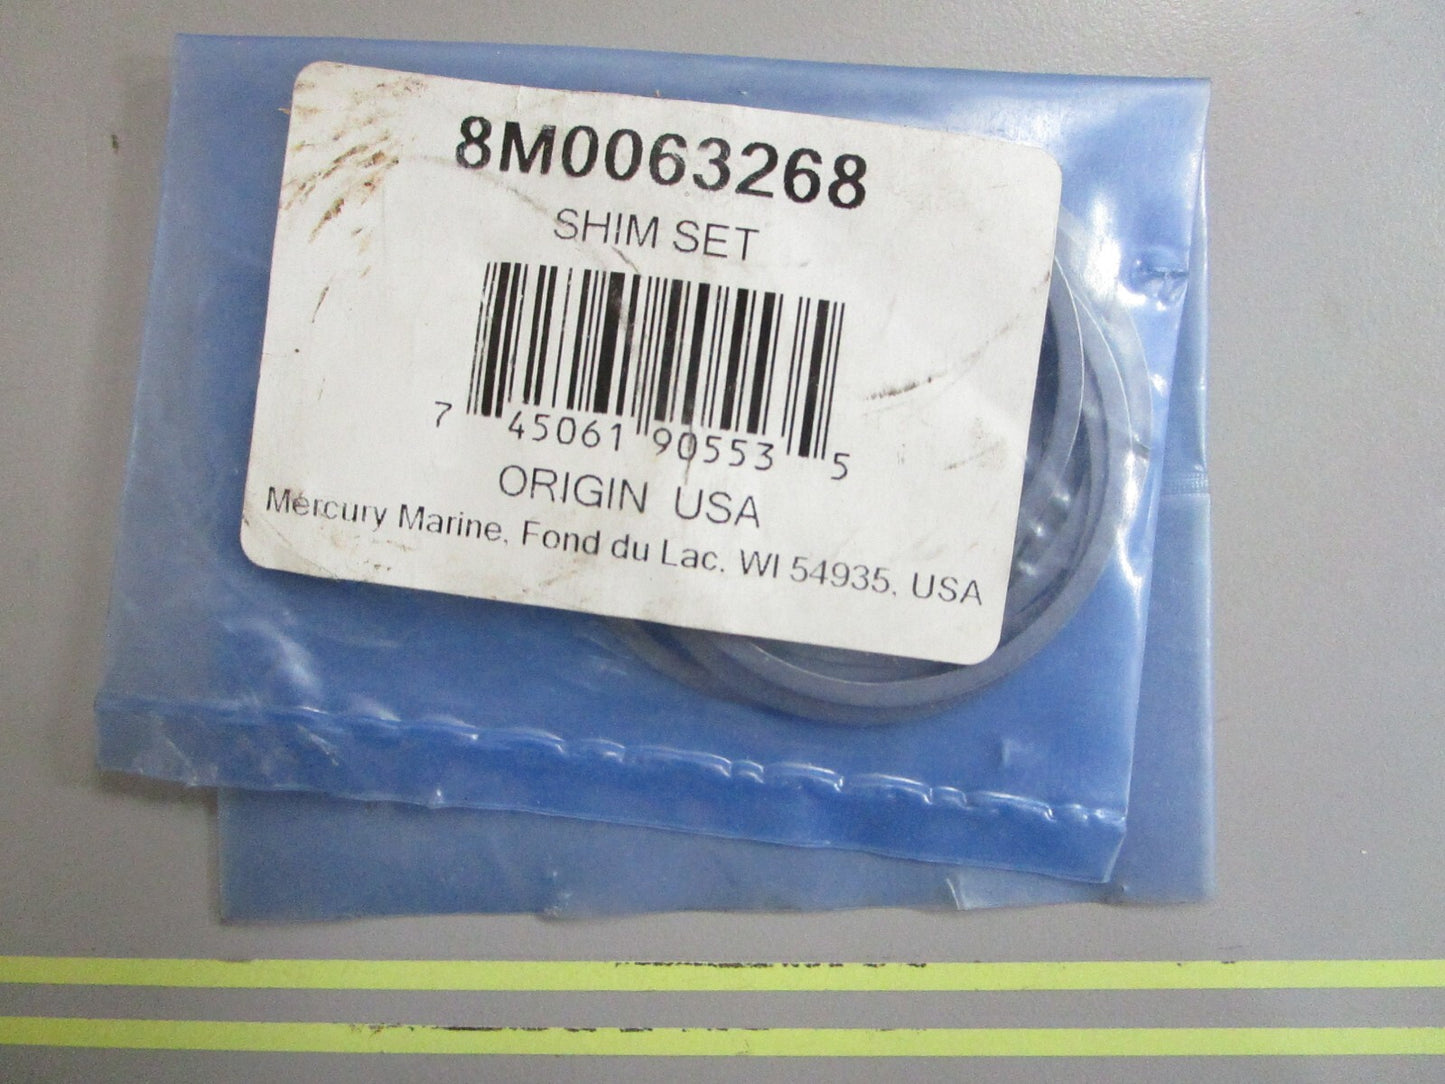 8M0063268
SHIM SET
7 45061 90553 5
ORIGIN USA
Mercury Marine, Fond du Lac, WI 54935, USA